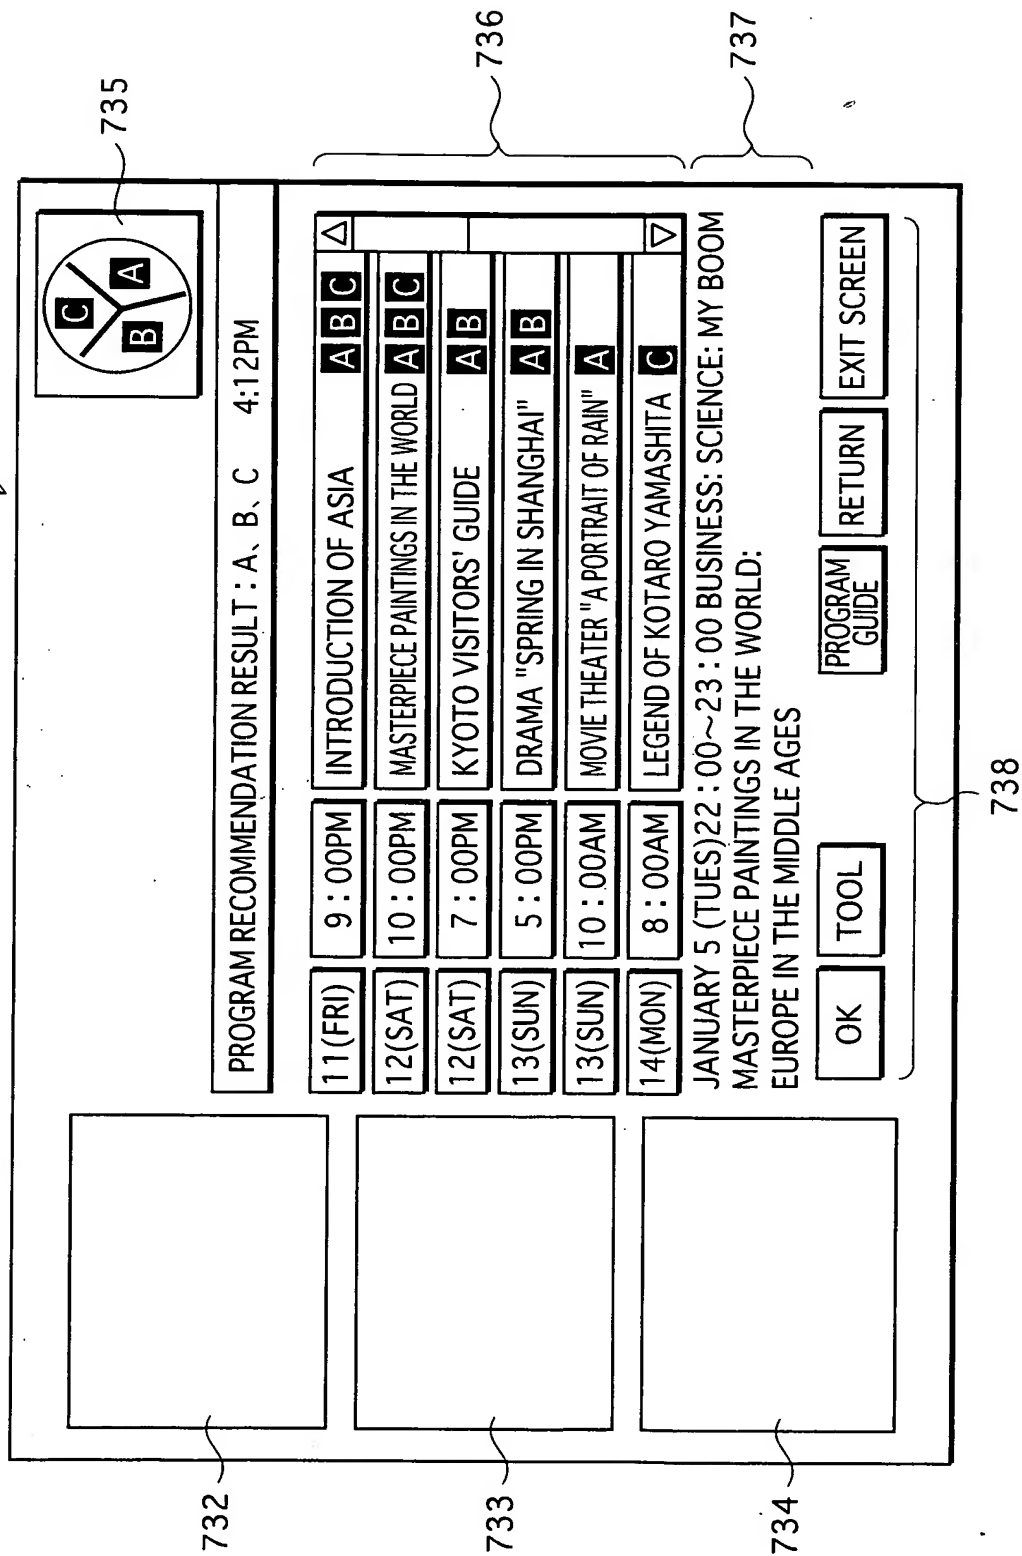 735
C
A
B
PROGRAM RECOMMENDATION RESULT : A、B、C 4:12PM
11(FRI) 9 : 00PM INTRODUCTION OF ASIA A B C
12(SAT) 10 : 00PM MASTERPIECE PAINTINGS IN THE WORLD A B C
12(SAT) 7 : 00PM KYOTO VISITORS' GUIDE A B
13(SUN) 5 : 00PM DRAMA "SPRING IN SHANGHAI" A B
13(SUN) 10 : 00AM MOVIE THEATER "A PORTRAIT OF RAIN" A
14(MON) 8 : 00AM LEGEND OF KOTARO YAMASHITA C
736
JANUARY 5 (TUES)22 : 00~23 : 00 BUSINESS: SCIENCE: MY BOOM
MASTERPIECE PAINTINGS IN THE WORLD:
EUROPE IN THE MIDDLE AGES
737
OK
TOOL
PROGRAM
GUIDE
RETURN
EXIT SCREEN
738
732
733
734